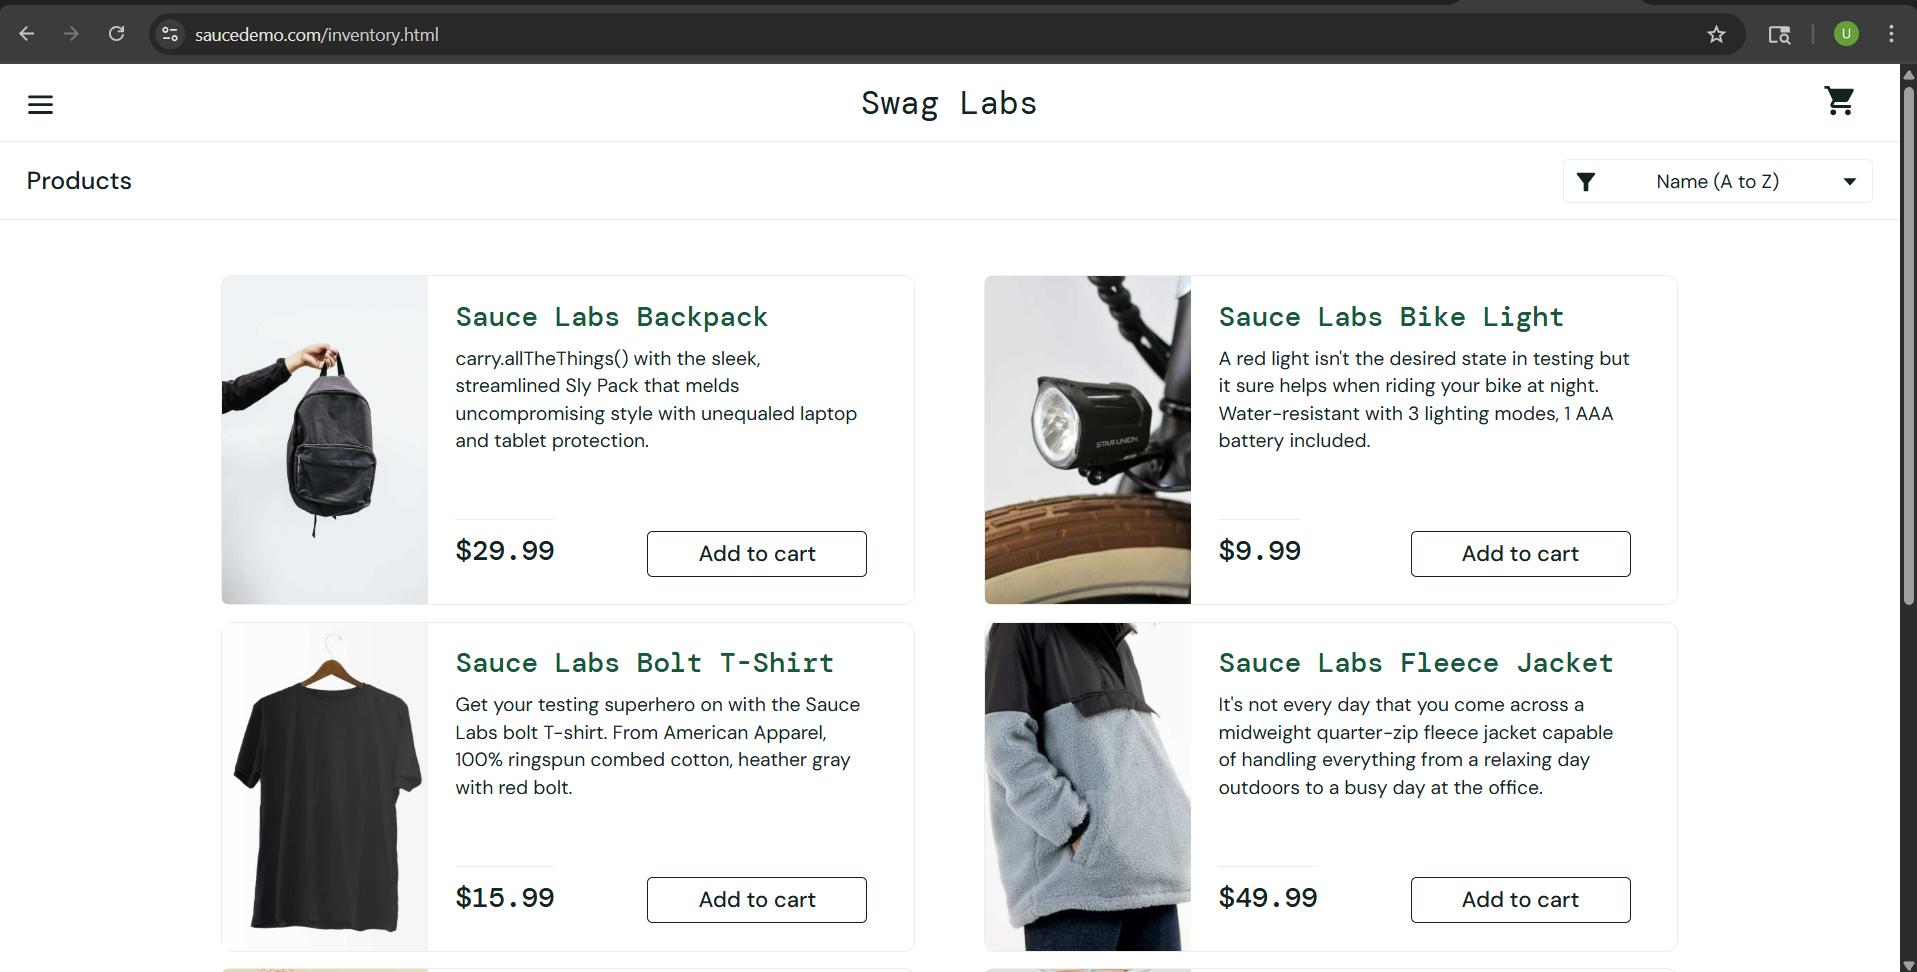 saucedemo.com/inventory.html
U
Swag Labs
Products
Name (A to Z)
Sauce Labs Backpack
carry.allTheThings() with the sleek,
streamlined Sly Pack that melds
uncompromising style with unequaled laptop
and tablet protection.
$29.99
Add to cart
Sauce Labs Bike Light
A red light isn't the desired state in testing but
it sure helps when riding your bike at night.
Water-resistant with 3 lighting modes, 1 AAA
battery included.
STAR UNION
$9.99
Add to cart
Sauce Labs Bolt T-Shirt
Get your testing superhero on with the Sauce
Labs bolt T-shirt. From American Apparel,
100% ringspun combed cotton, heather gray
with red bolt.
$15.99
Add to cart
Sauce Labs Fleece Jacket
It's not every day that you come across a
midweight quarter-zip fleece jacket capable
of handling everything from a relaxing day
outdoors to a busy day at the office.
$49.99
Add to cart